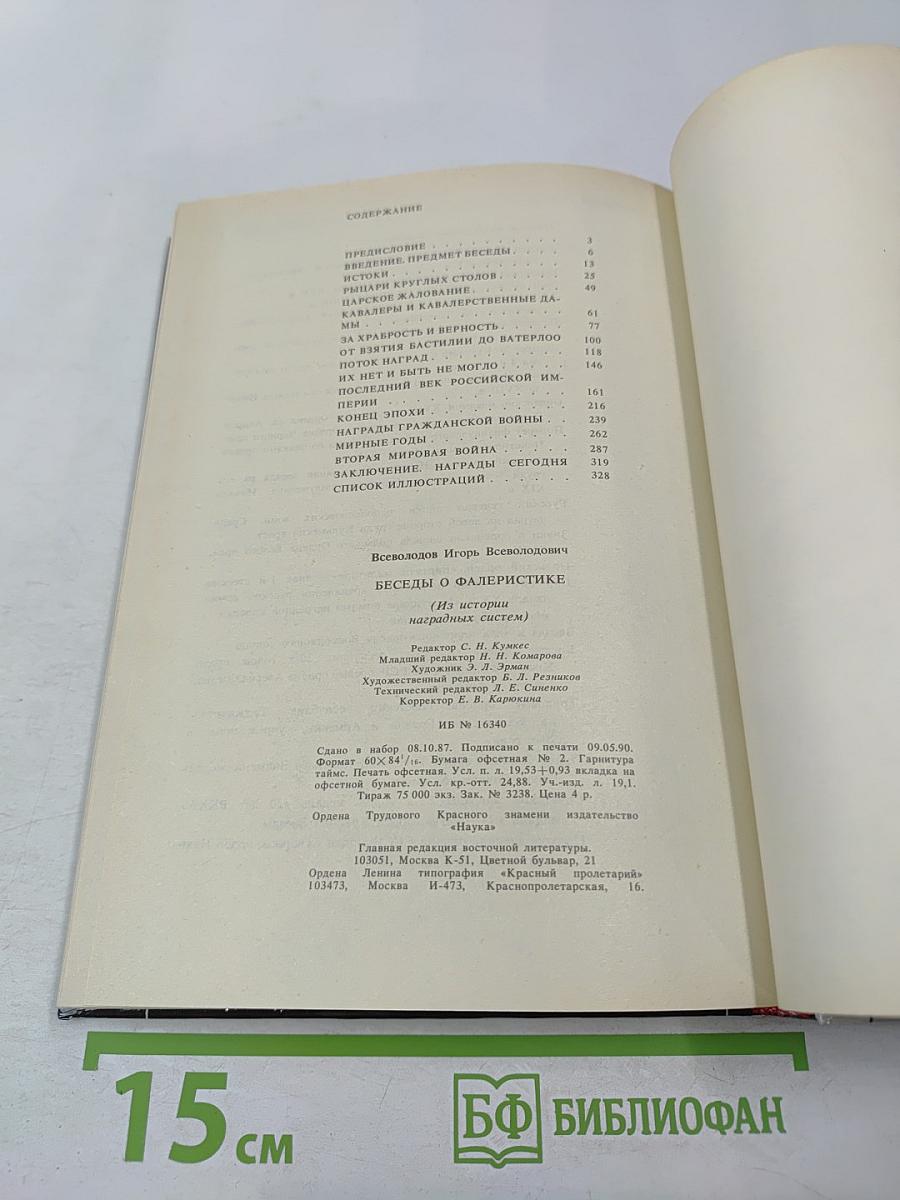 СОДЕРЖАНИЕ
ПРЕДИСЛОВИЕ . . . . . . . . . . 3
ВВЕДЕНИЕ. ПРЕДМЕТ БЕСЕДЫ . . . . 6
ИСТОКИ . . . . . . . . . . . . 13
РЫЦАРИ КРУГЛЫХ СТОЛОВ . . . . . 25
ЦАРСКОЕ ЖАЛОВАНИЕ . . . . . . . 49
КАВАЛЕРЫ И КАВАЛЕРСТВЕННЫЕ ДА-
МЫ . . . . . . . . . . . . . . 61
ЗА ХРАБРОСТЬ И ВЕРНОСТЬ . . . . . 77
ОТ ВЗЯТИЯ БАСТИЛИИ ДО ВАТЕРЛОО 100
ПОТОК НАГРАД . . . . . . . . . . 118
ИХ НЕТ И БЫТЬ НЕ МОГЛО . . . . . 146
ПОСЛЕДНИЙ ВЕК РОССИЙСКОЙ ИМ-
ПЕРИИ . . . . . . . . . . . . . 161
КОНЕЦ ЭПОХИ . . . . . . . . . . 216
НАГРАДЫ ГРАЖДАНСКОЙ ВОЙНЫ . . 239
МИРНЫЕ ГОДЫ . . . . . . . . . . 262
ВТОРАЯ МИРОВАЯ ВОЙНА . . . . . 287
ЗАКЛЮЧЕНИЕ. НАГРАДЫ СЕГОДНЯ 319
СПИСОК ИЛЛЮСТРАЦИЙ . . . . . . 328
Всеволодов Игорь Всеволодович
БЕСЕДЫ О ФАЛЕРИСТИКЕ
(Из истории
наградных систем)
Редактор С. Н. Кумкес
Младший редактор Н. Н. Комарова
Художник Э. Л. Эрман
Художественный редактор Б. Л. Резников
Технический редактор Л. Е. Синенко
Корректор Е. В. Карюкина
ИБ № 16340
Сдано в набор 08.10.87. Подписано к печати 09.05.90.
Формат 60×84¹/₁₆. Бумага офсетная № 2. Гарнитура
таймс. Печать офсетная. Усл. п. л. 19,53+0,93 вкладка на
офсетной бумаге. Усл. кр.-отт. 24,88. Уч.-изд. л. 19,1.
Тираж 75 000 экз. Зак. № 3238. Цена 4 р.
Ордена Трудового Красного знамени издательство
«Наука»
Главная редакция восточной литературы.
103051, Москва К-51, Цветной бульвар, 21
Ордена Ленина типография «Красный пролетарий»
103473, Москва И-473, Краснопролетарская, 16.
15 см
БФ БИБЛИОФАН